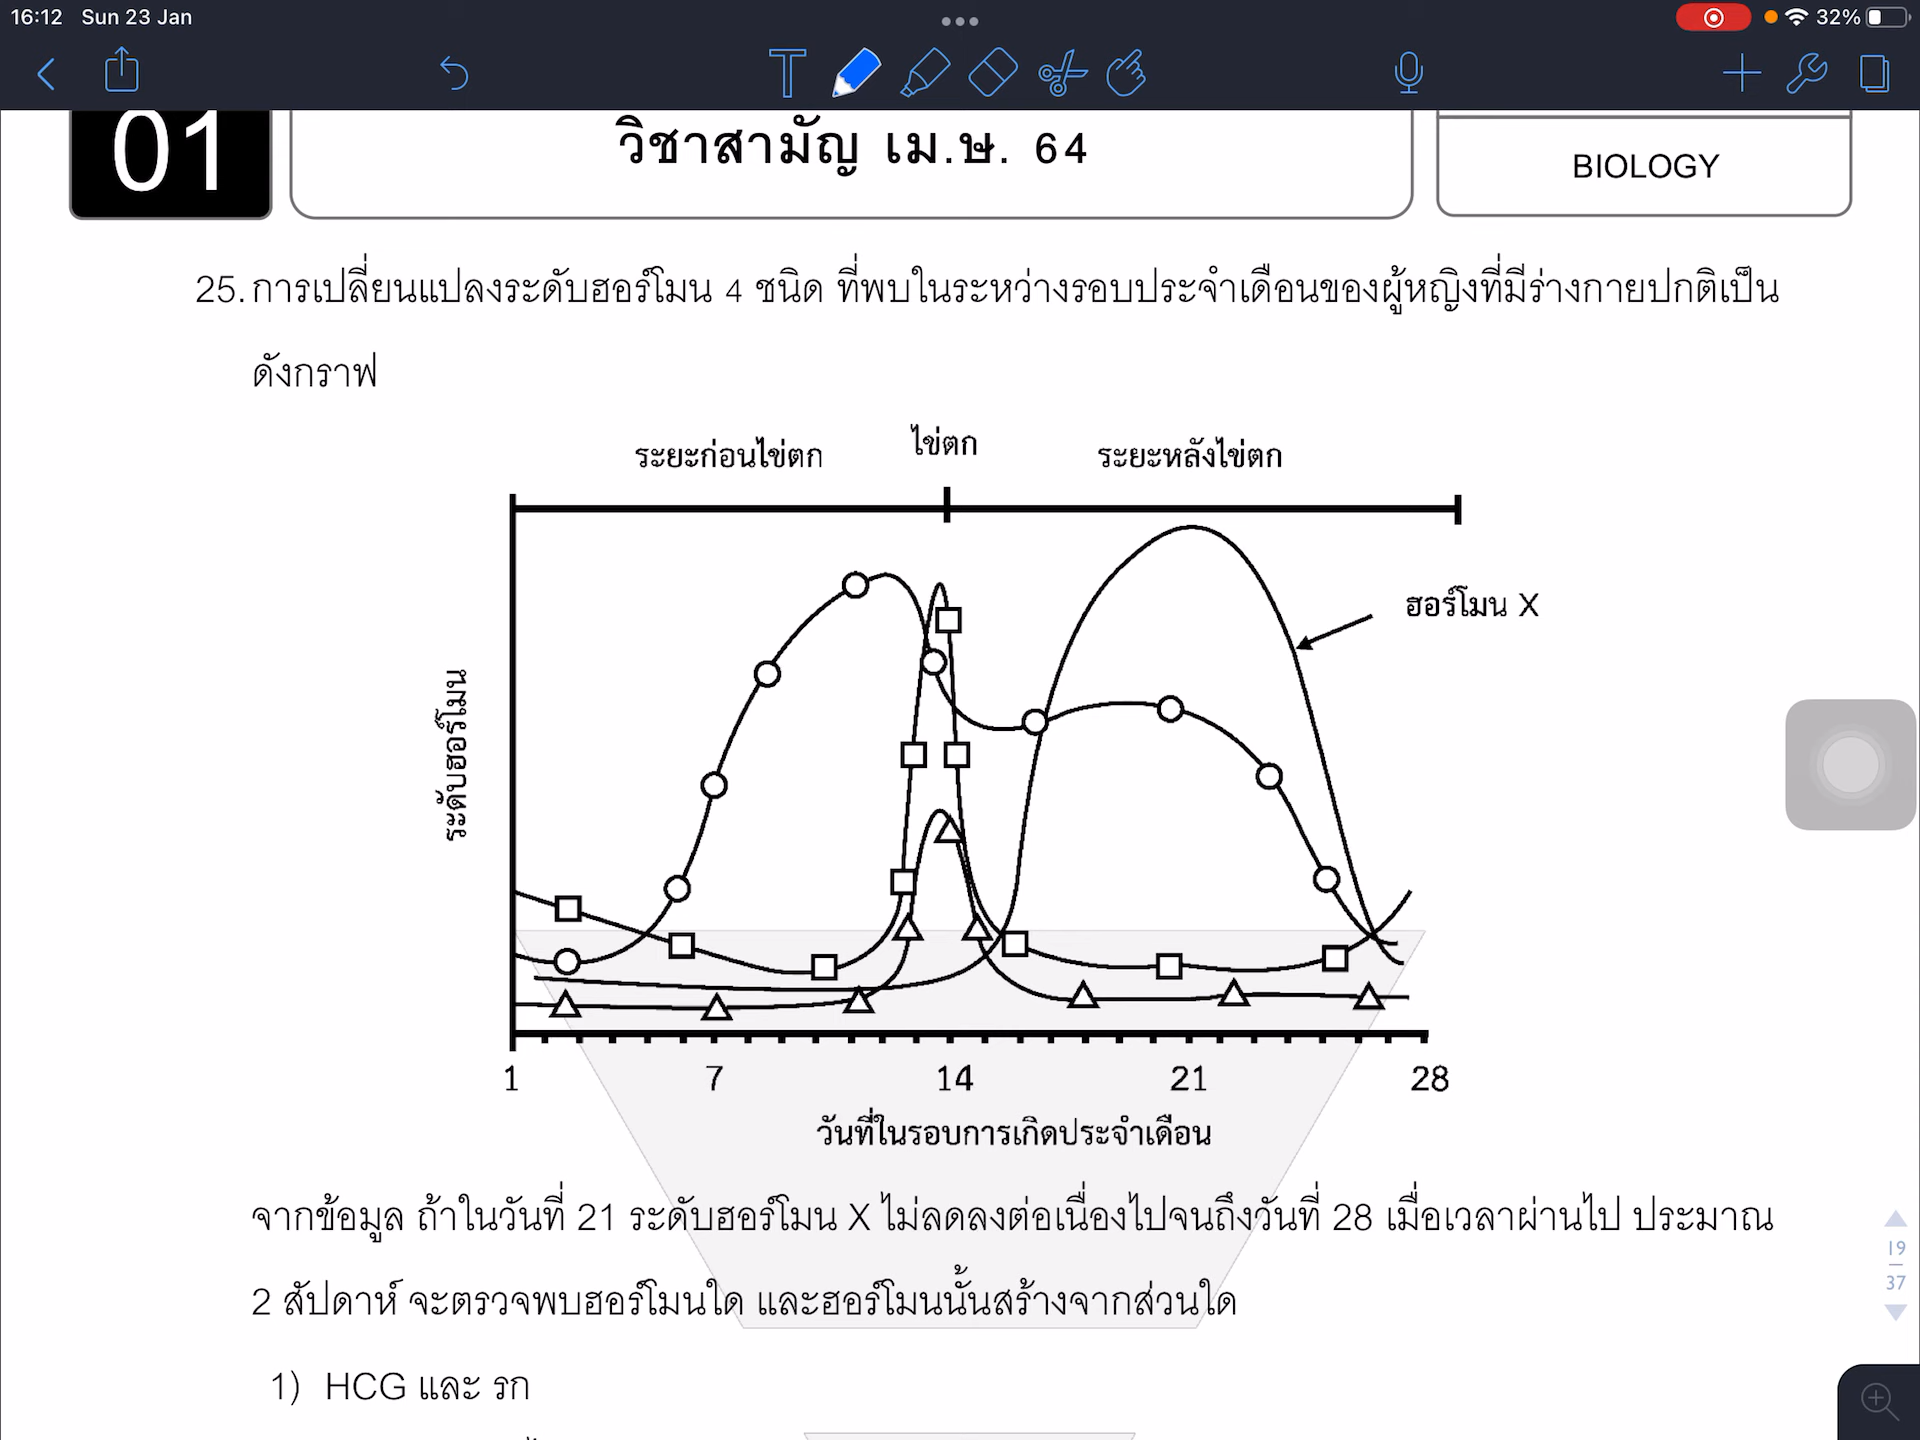 16:12 Sun 23 Jan
32%
01
วิชาสามัญ เม.ษ. 64
BIOLOGY
25. การเปลี่ยนแปลงระดับฮอร์โมน 4 ชนิด ที่พบในระหว่างรอบประจำเดือนของผู้หญิงที่มีร่างกายปกติเป็น
ดังกราฟ
ระยะก่อนไข่ตก ไข่ตก ระยะหลังไข่ตก
ฮอร์โมน X
ระดับฮอร์โมน
1 7 14 21 28
วันที่ในรอบการเกิดประจำเดือน
จากข้อมูล ถ้าในวันที่ 21 ระดับฮอร์โมน X ไม่ลดลงต่อเนื่องไปจนถึงวันที่ 28 เมื่อเวลาผ่านไป ประมาณ
2 สัปดาห์ จะตรวจพบฮอร์โมนใด และฮอร์โมนนั้นสร้างจากส่วนใด
19
37
1) HCG และ รก